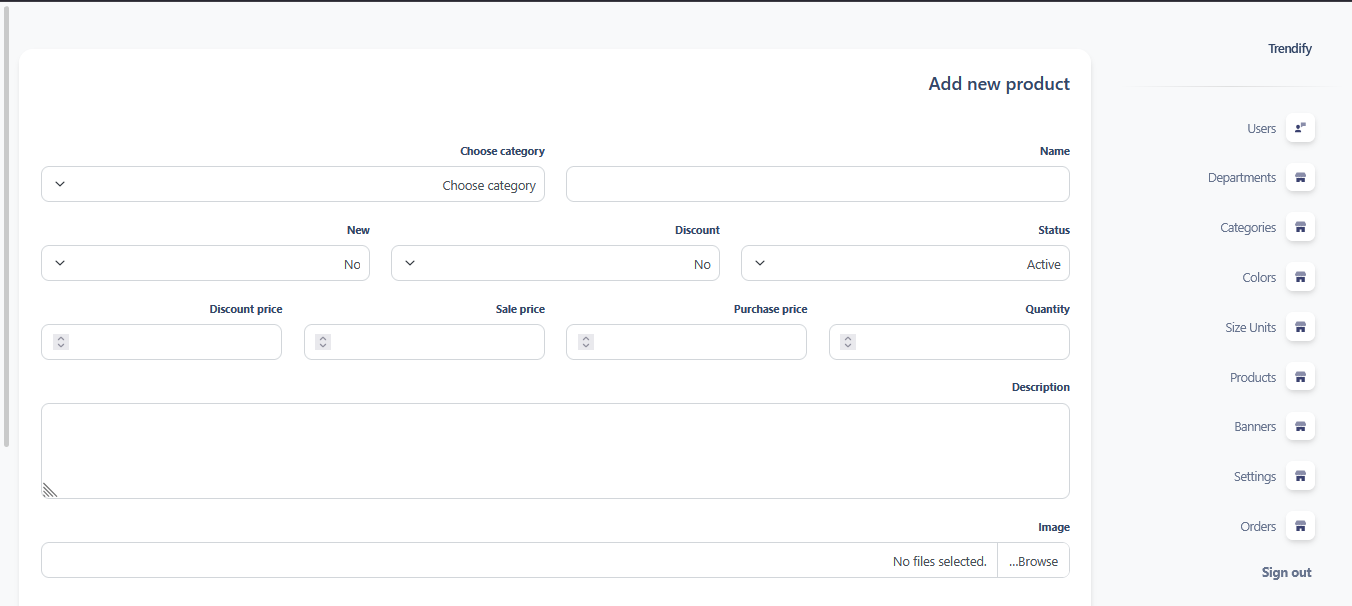 Trendify
Users
Departments
Categories
Colors
Size Units
Products
Banners
Settings
Orders
Sign out
Add new product
Name
Choose category
Choose category
Status
Discount
New
Active
No
No
Quantity
Purchase price
Sale price
Discount price
Description
Image
...Browse
No files selected.